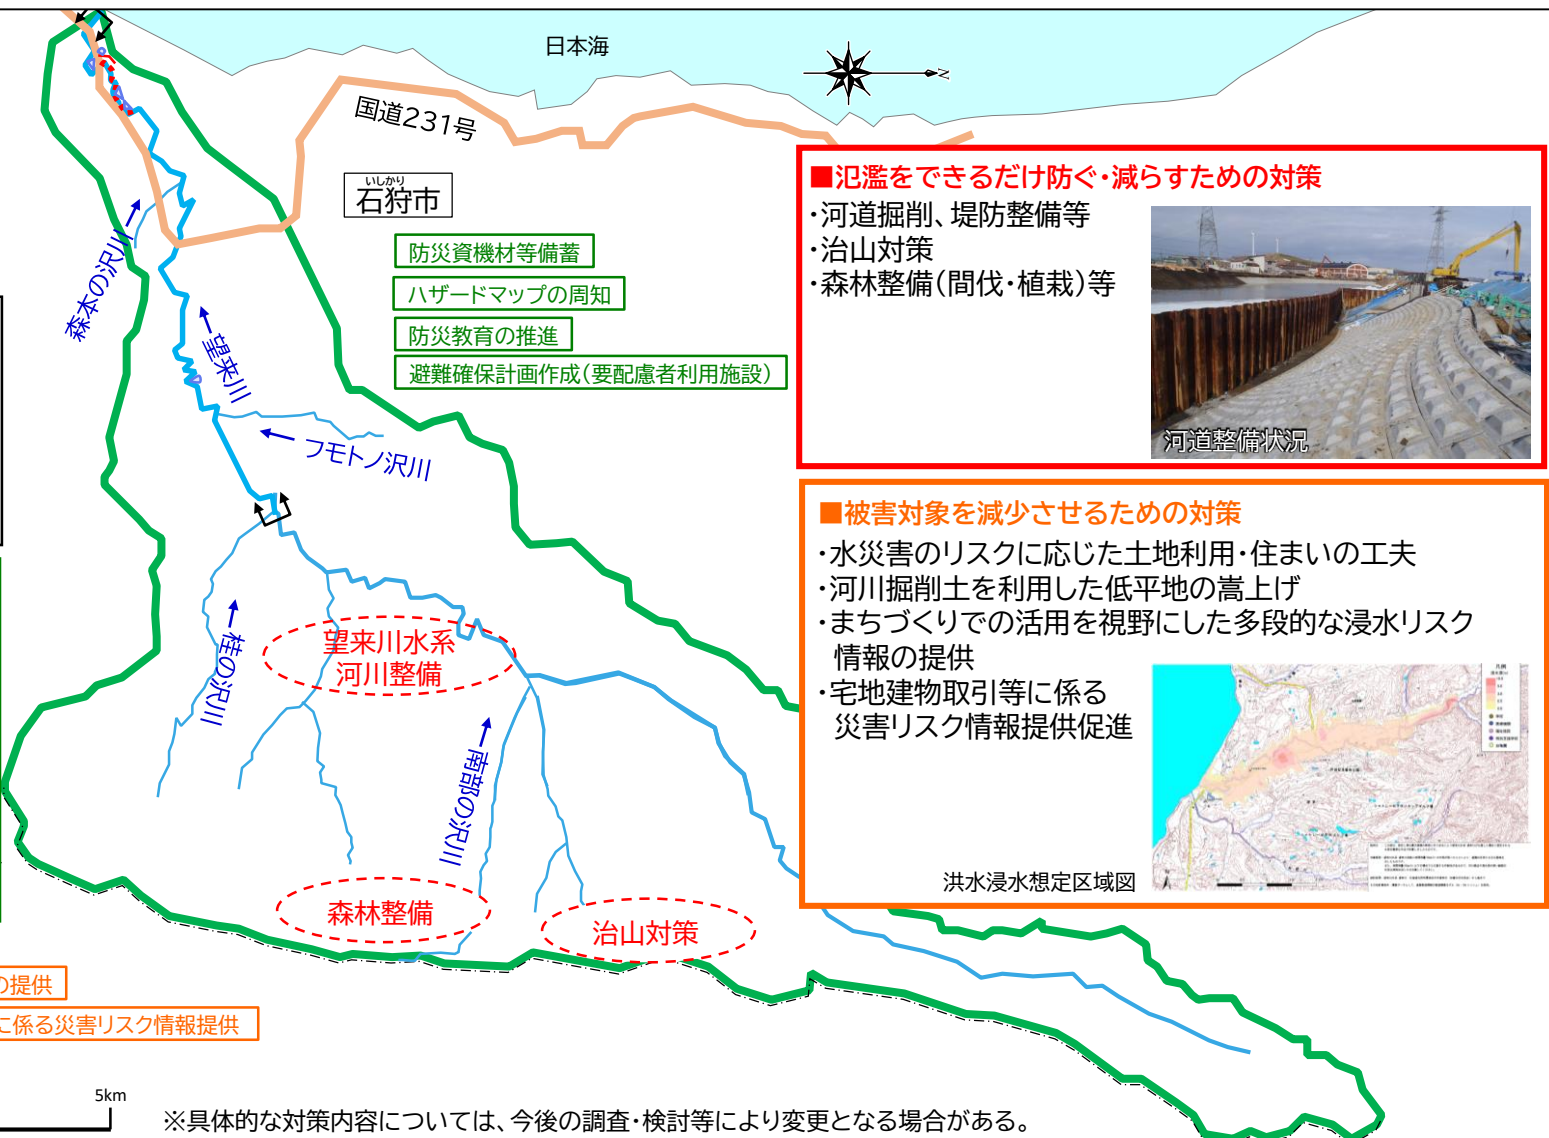 日本海
N
国道231号
いしかり
石狩市
防災資機材等備蓄
ハザードマップの周知
防災教育の推進
避難確保計画作成（要配慮者利用施設）
森本の沢川
望来川
フモトノ沢川
桂の沢川
南部の沢川
望来川水系
河川整備
森林整備
治山対策
■氾濫をできるだけ防ぐ・減らすための対策
・河道掘削、堤防整備等
・治山対策
・森林整備（間伐・植栽）等
河道整備状況
■被害対象を減少させるための対策
・水災害のリスクに応じた土地利用・住まいの工夫
・河川掘削土を利用した低平地の嵩上げ
・まちづくりでの活用を視野にした多段的な浸水リスク
情報の提供
・宅地建物取引等に係る
災害リスク情報提供促進
凡例
洪水浸水想定区域図
の提供
に係る災害リスク情報提供
5km
※具体的な対策内容については、今後の調査・検討等により変更となる場合がある。